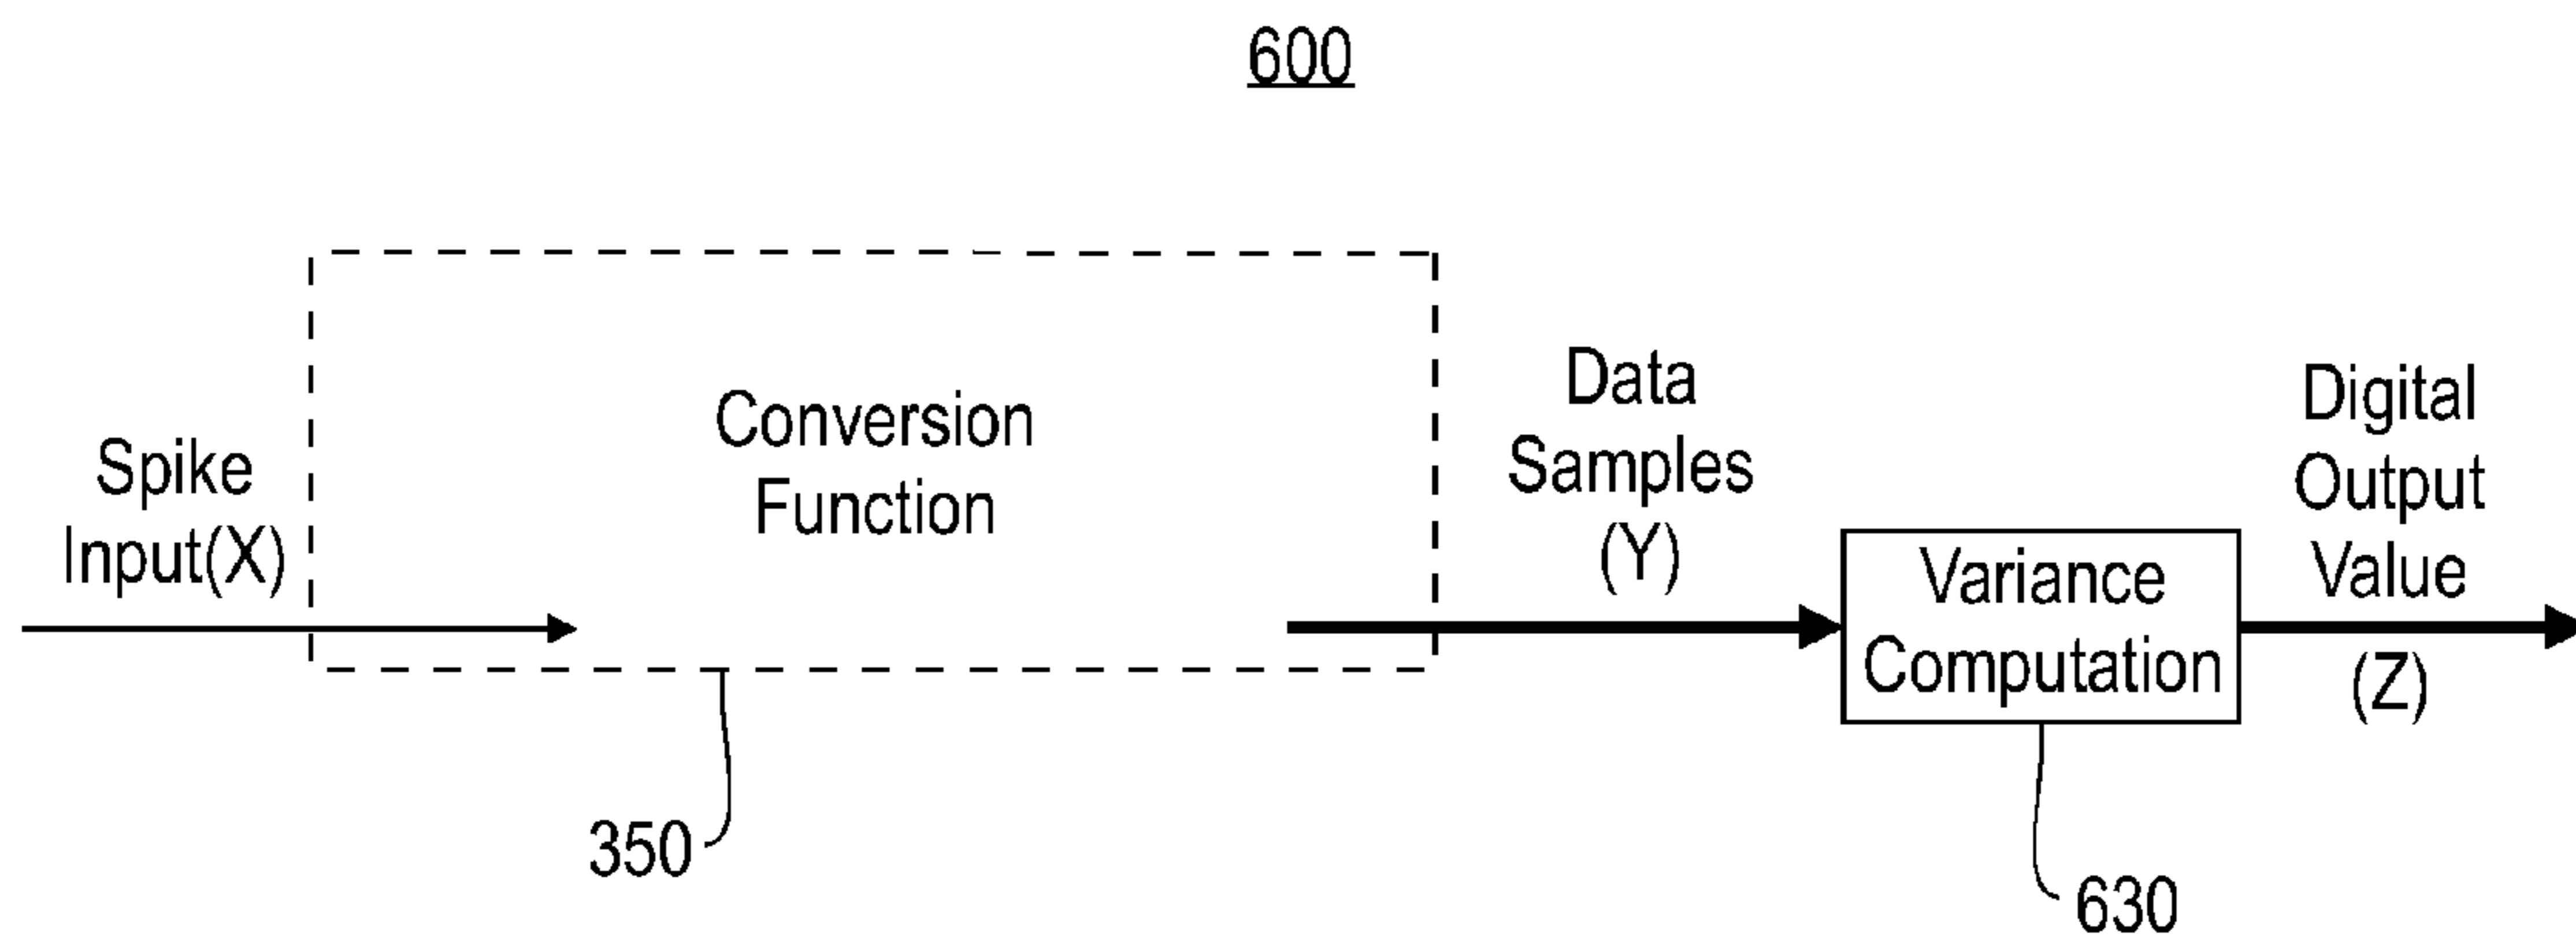 600
Spike
Input(X)
Conversion
Function
Data
Samples
(Y)
Variance
Computation
Digital
Output
Value
(Z)
350
630